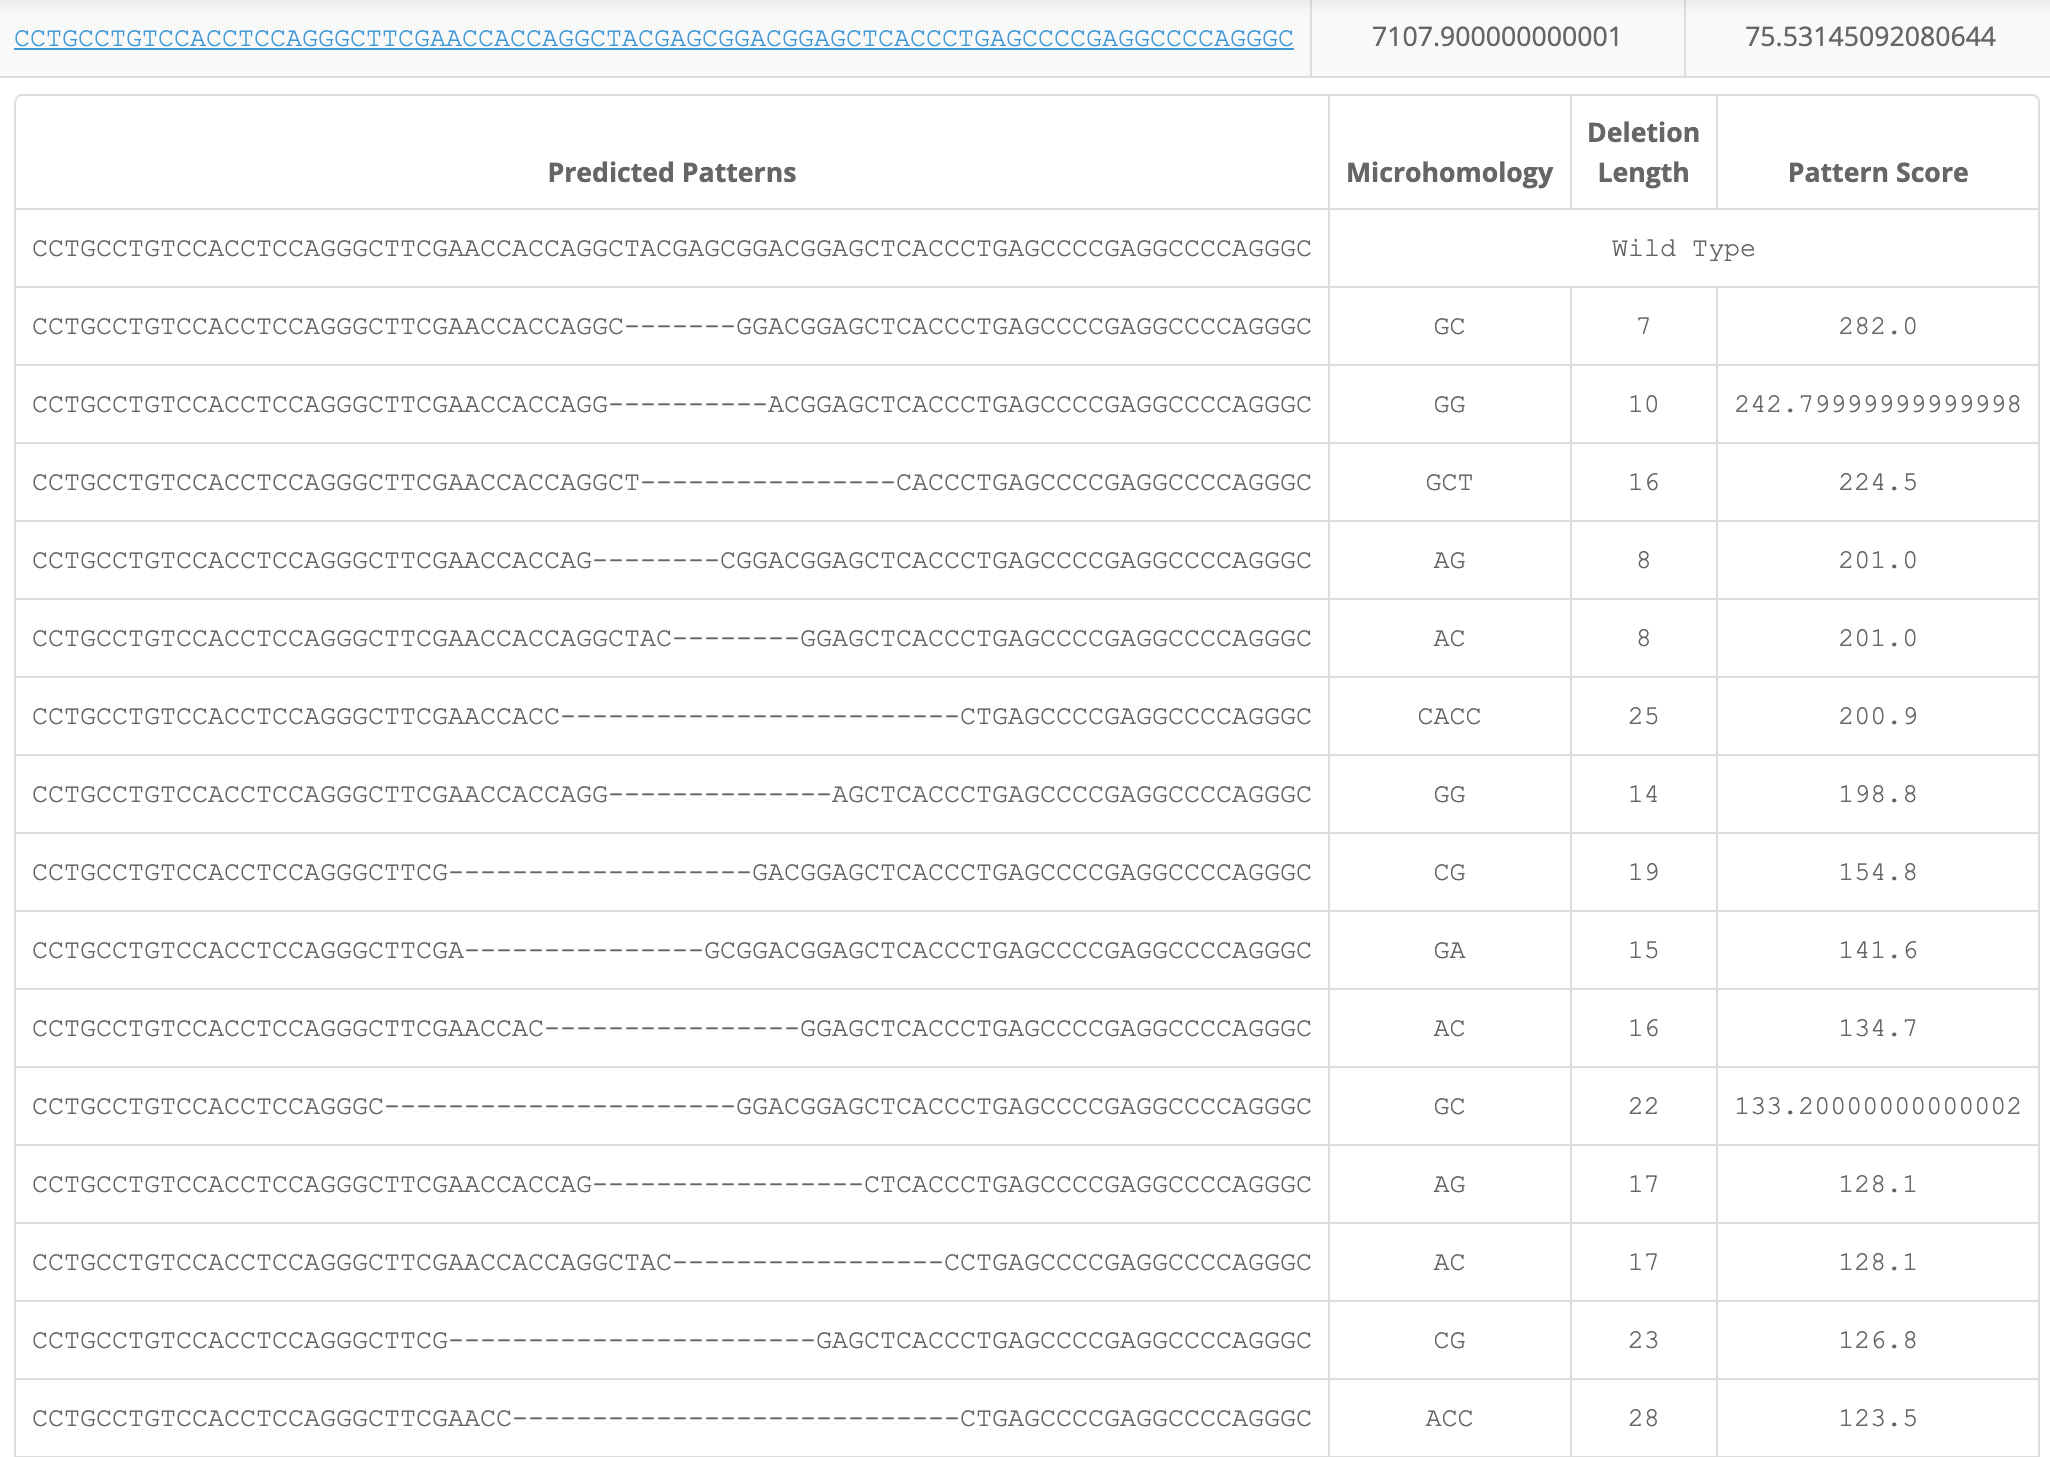 CCTGCCTGTCCACCTCCAGGGCTTCGAACCACCAGGCTACGAGCGGACGGAGCTCACCCTGAGCCCCGAGGCCCCAGGGC 7107.900000000001 75.53145092080644
Predicted Patterns Microhomology Deletion Length Pattern Score
CCTGCCTGTCCACCTCCAGGGCTTCGAACCACCAGGCTACGAGCGGACGGAGCTCACCCTGAGCCCCGAGGCCCCAGGGC Wild Type
CCTGCCTGTCCACCTCCAGGGCTTCGAACCACCAGGC-------GGACGGAGCTCACCCTGAGCCCCGAGGCCCCAGGGC GC 7 282.0
CCTGCCTGTCCACCTCCAGGGCTTCGAACCACCAGG----------ACGGAGCTCACCCTGAGCCCCGAGGCCCCAGGGC GG 10 242.79999999999998
CCTGCCTGTCCACCTCCAGGGCTTCGAACCACCAGGCT----------------CACCCTGAGCCCCGAGGCCCCAGGGC GCT 16 224.5
CCTGCCTGTCCACCTCCAGGGCTTCGAACCACCAG--------CGGACGGAGCTCACCCTGAGCCCCGAGGCCCCAGGGC AG 8 201.0
CCTGCCTGTCCACCTCCAGGGCTTCGAACCACCAGGCTAC--------GGAGCTCACCCTGAGCCCCGAGGCCCCAGGGC AC 8 201.0
CCTGCCTGTCCACCTCCAGGGCTTCGAACCACC-------------------------CTGAGCCCCGAGGCCCCAGGGC CACC 25 200.9
CCTGCCTGTCCACCTCCAGGGCTTCGAACCACCAGG--------------AGCTCACCCTGAGCCCCGAGGCCCCAGGGC GG 14 198.8
CCTGCCTGTCCACCTCCAGGGCTTCG-------------------GACGGAGCTCACCCTGAGCCCCGAGGCCCCAGGGC CG 19 154.8
CCTGCCTGTCCACCTCCAGGGCTTCGA---------------GCGGACGGAGCTCACCCTGAGCCCCGAGGCCCCAGGGC GA 15 141.6
CCTGCCTGTCCACCTCCAGGGCTTCGAACCAC----------------GGAGCTCACCCTGAGCCCCGAGGCCCCAGGGC AC 16 134.7
CCTGCCTGTCCACCTCCAGGGC----------------------GGACGGAGCTCACCCTGAGCCCCGAGGCCCCAGGGC GC 22 133.20000000000002
CCTGCCTGTCCACCTCCAGGGCTTCGAACCACCAG-----------------CTCACCCTGAGCCCCGAGGCCCCAGGGC AG 17 128.1
CCTGCCTGTCCACCTCCAGGGCTTCGAACCACCAGGCTAC-----------------CCTGAGCCCCGAGGCCCCAGGGC AC 17 128.1
CCTGCCTGTCCACCTCCAGGGCTTCG-----------------------GAGCTCACCCTGAGCCCCGAGGCCCCAGGGC CG 23 126.8
CCTGCCTGTCCACCTCCAGGGCTTCGAACC----------------------------CTGAGCCCCGAGGCCCCAGGGC ACC 28 123.5